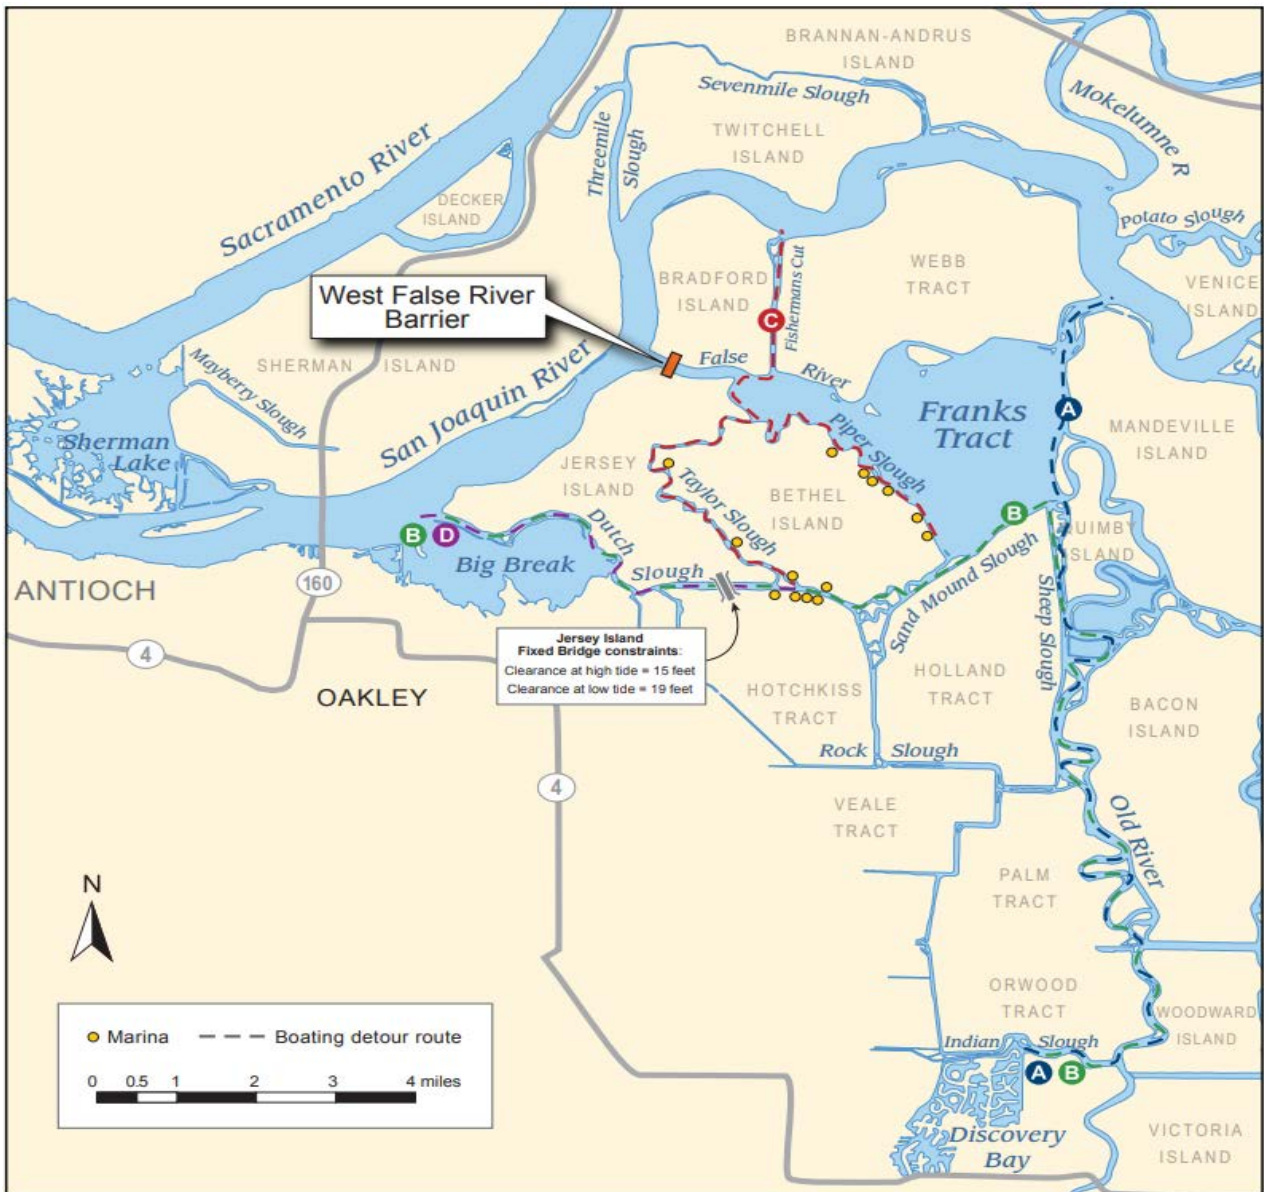 BRANNAN-ANDRUS
ISLAND
Sevenmile Slough
Mokelumne R
TWITCHELL
ISLAND
Sacramento River
Threemile
Slough
DECKER
ISLAND
Potato Slough
BRADFORD
ISLAND
Fishermans Cut
WEBB
TRACT
VENICE
ISLAND
West False River
Barrier
C
SHERMAN ISLAND
Mayberry Slough
San Joaquin River
False
River
A
Franks
Tract
MANDEVILLE
ISLAND
Sherman
Lake
JERSEY
ISLAND
Piper Slough
Taylor Slough
BETHEL
ISLAND
B
D
Dutch
Slough
B
QUIMBY
ISLAND
Big Break
ANTIOCH
160
Sand Mound Slough
Sheep Slough
4
Jersey Island
Fixed Bridge constraints:
Clearance at high tide = 15 feet
Clearance at low tide = 19 feet
OAKLEY
HOTCHKISS
TRACT
HOLLAND
TRACT
BACON
ISLAND
Rock Slough
4
VEALE
TRACT
Old River
PALM
TRACT
N
ORWOOD
TRACT
WOODWARD
ISLAND
Indian Slough
A
B
Marina
Boating detour route
0 0.5 1 2 3 4 miles
Discovery
Bay
VICTORIA
ISLAND